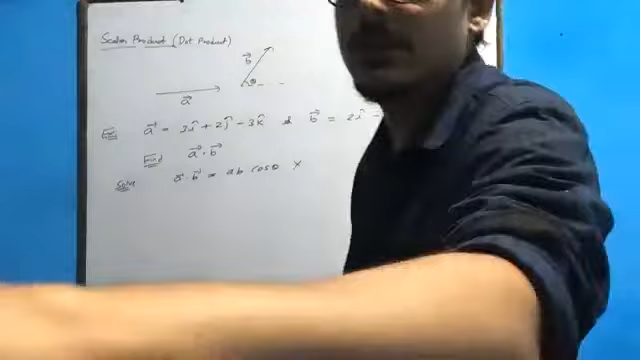 Scalar Product (Dot Product)
b⃗
θ
a⃗
Ex: a⃗ = 3î + 2ĵ - 3k̂ & b⃗ = 2î -
Find a⃗ · b⃗
Soln a⃗ · b⃗ = ab cosθ ×